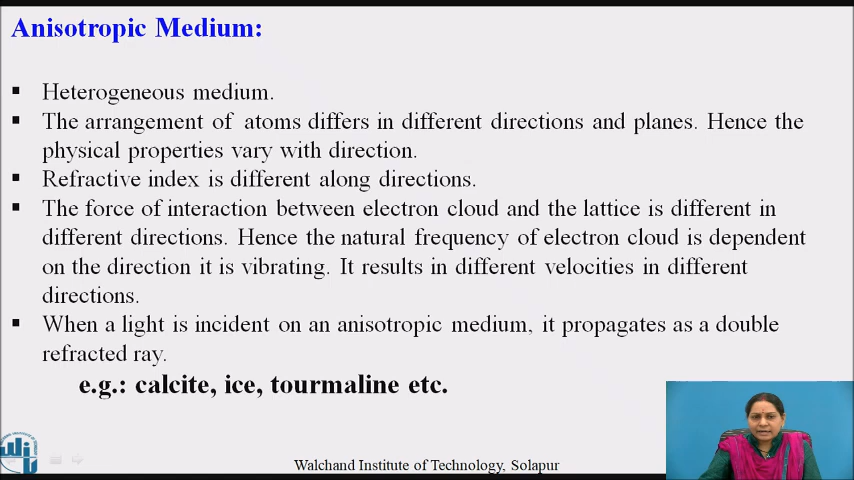 Anisotropic Medium:
▪ Heterogeneous medium.
▪ The arrangement of atoms differs in different directions and planes. Hence the
physical properties vary with direction.
▪ Refractive index is different along directions.
▪ The force of interaction between electron cloud and the lattice is different in
different directions. Hence the natural frequency of electron cloud is dependent
on the direction it is vibrating. It results in different velocities in different
directions.
▪ When a light is incident on an anisotropic medium, it propagates as a double
refracted ray.
e.g.: calcite, ice, tourmaline etc.
Walchand Institute of Technology, Solapur